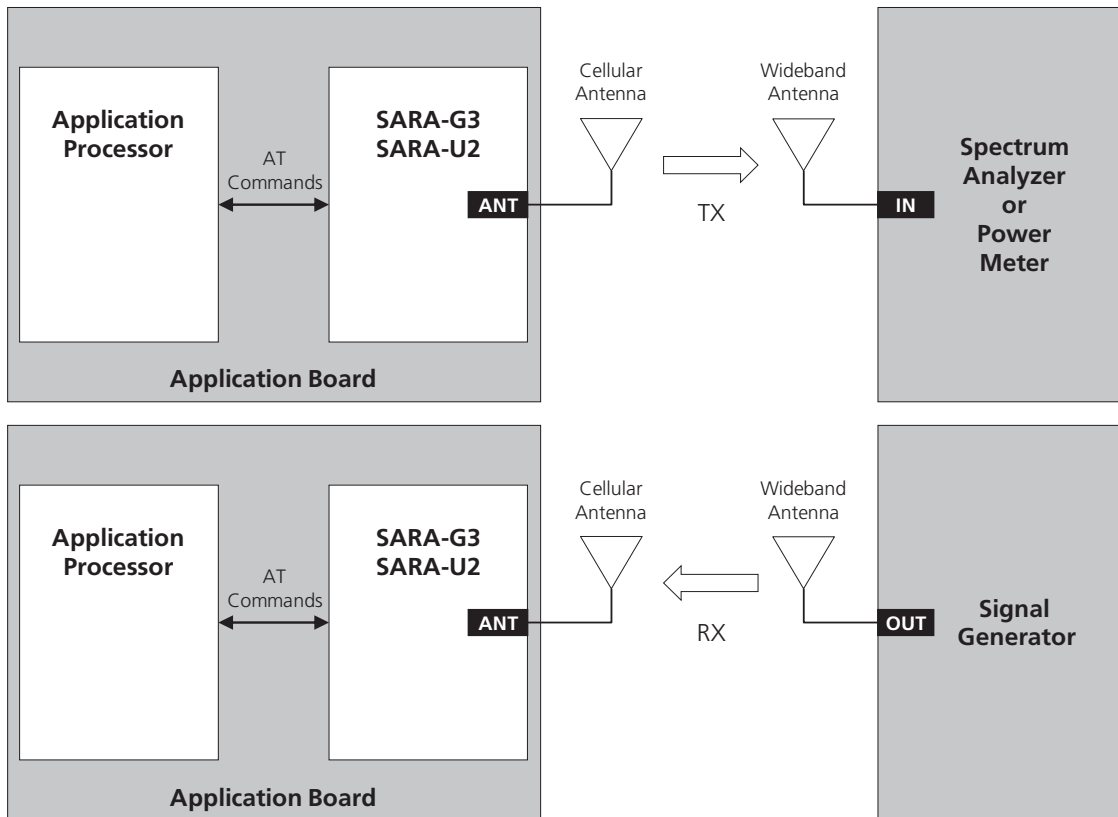 Application
Processor
AT
Commands
SARA-G3
SARA-U2
ANT
Application Board
Cellular
Antenna
TX
Wideband
Antenna
IN
Spectrum
Analyzer
or
Power
Meter
Application
Processor
AT
Commands
SARA-G3
SARA-U2
ANT
Application Board
Cellular
Antenna
RX
Wideband
Antenna
OUT
Signal
Generator